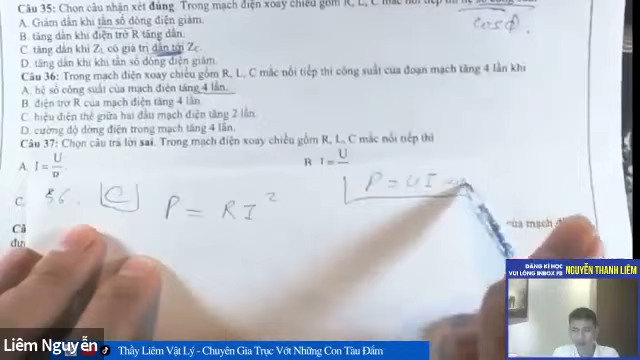 Câu 35: Chọn câu nhận xét đúng. Trong mạch điện xoay chiều gồm R, L, C mắc nối tiếp thì hệ số công suất
A. Giảm dần khi tần số dòng điện giảm.
cosφ.
B. tăng dần khi điện trở R tăng dần.
C. tăng dần khi ZL có giá trị dần tới ZC
D. tăng dần khi khi tần số dòng điện giảm.
Câu 36: Trong mạch điện xoay chiều gồm R, L, C mắc nối tiếp thì công suất của đoạn mạch tăng 4 lần khi
A. hệ số công suất của mạch điện tăng 4 lần.
B. điện trở R của mạch điện tăng 4 lần
C. hiệu điện thế giữa hai đầu mạch điện tăng 2 lần.
D. cường độ dòng điện trong mạch tăng 4 lần.
Câu 37: Chọn câu trả lời sai. Trong mạch điện xoay chiều gồm R, L, C mắc nối tiếp thì
A. I = U
B I = U
C.
36. C P = RI²
P = UI
của mạch
ĐĂNG KÍ HỌC
VUI LÒNG INBOX FB NGUYỄN THANH LIÊM
Liêm Nguyễn
Thầy Liêm Vật Lý - Chuyên Gia Trục Vớt Những Con Tàu Đắm